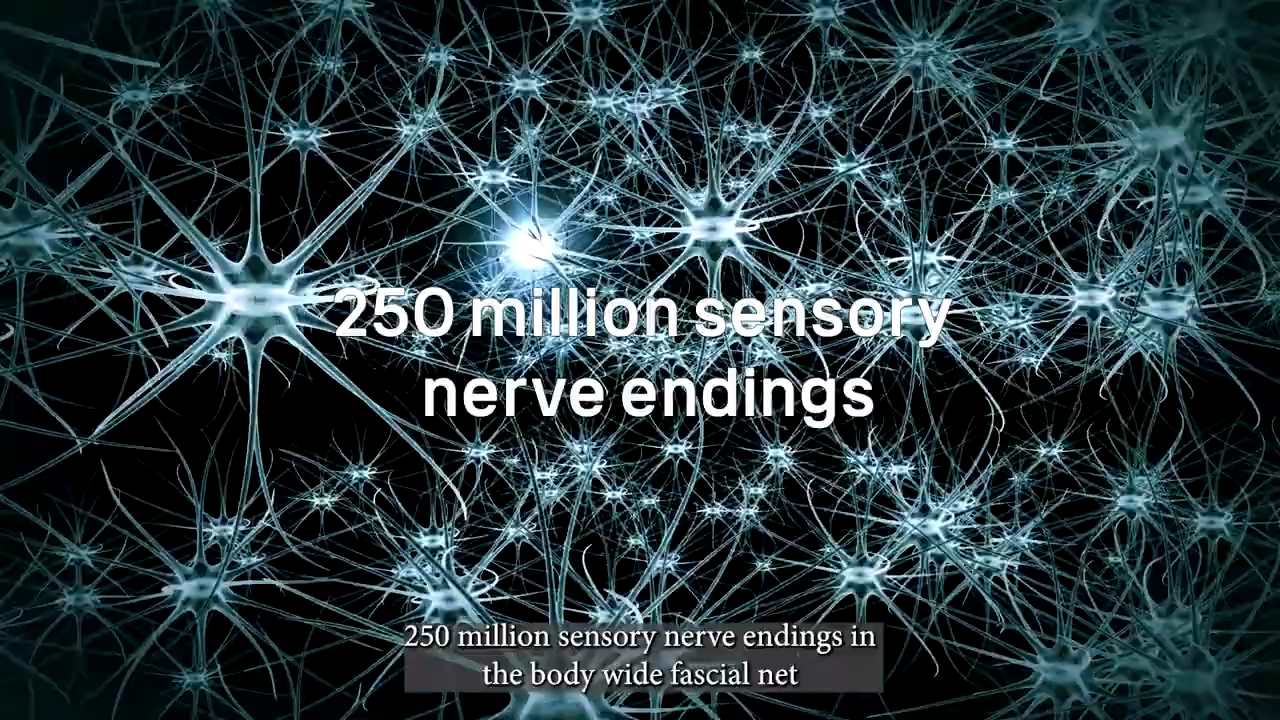 250 million sensory
nerve endings
250 million sensory nerve endings in
the body wide fascial net